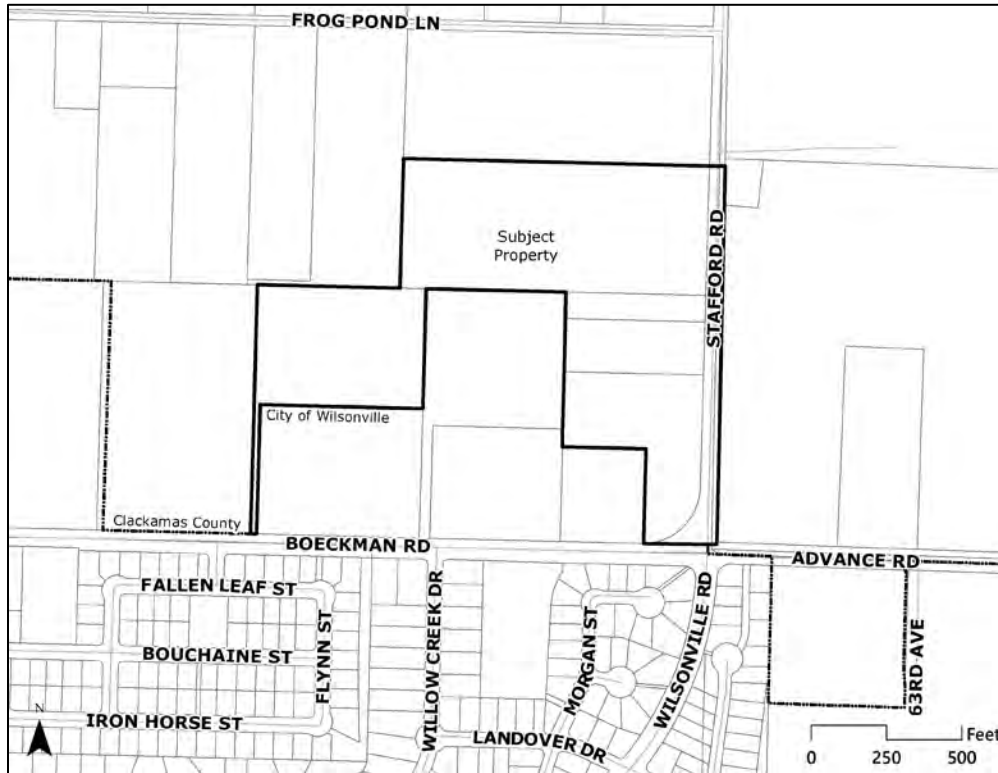 FROG POND LN
Subject
Property
STAFFORD RD
City of Wilsonville
Clackamas County
BOECKMAN RD
ADVANCE RD
FALLEN LEAF ST
FLYNN ST
WILLOW CREEK DR
MORGAN ST
WILSONVILLE RD
63RD AVE
BOUCHAINE ST
IRON HORSE ST
LANDOVER DR
N
Feet
0 250 500